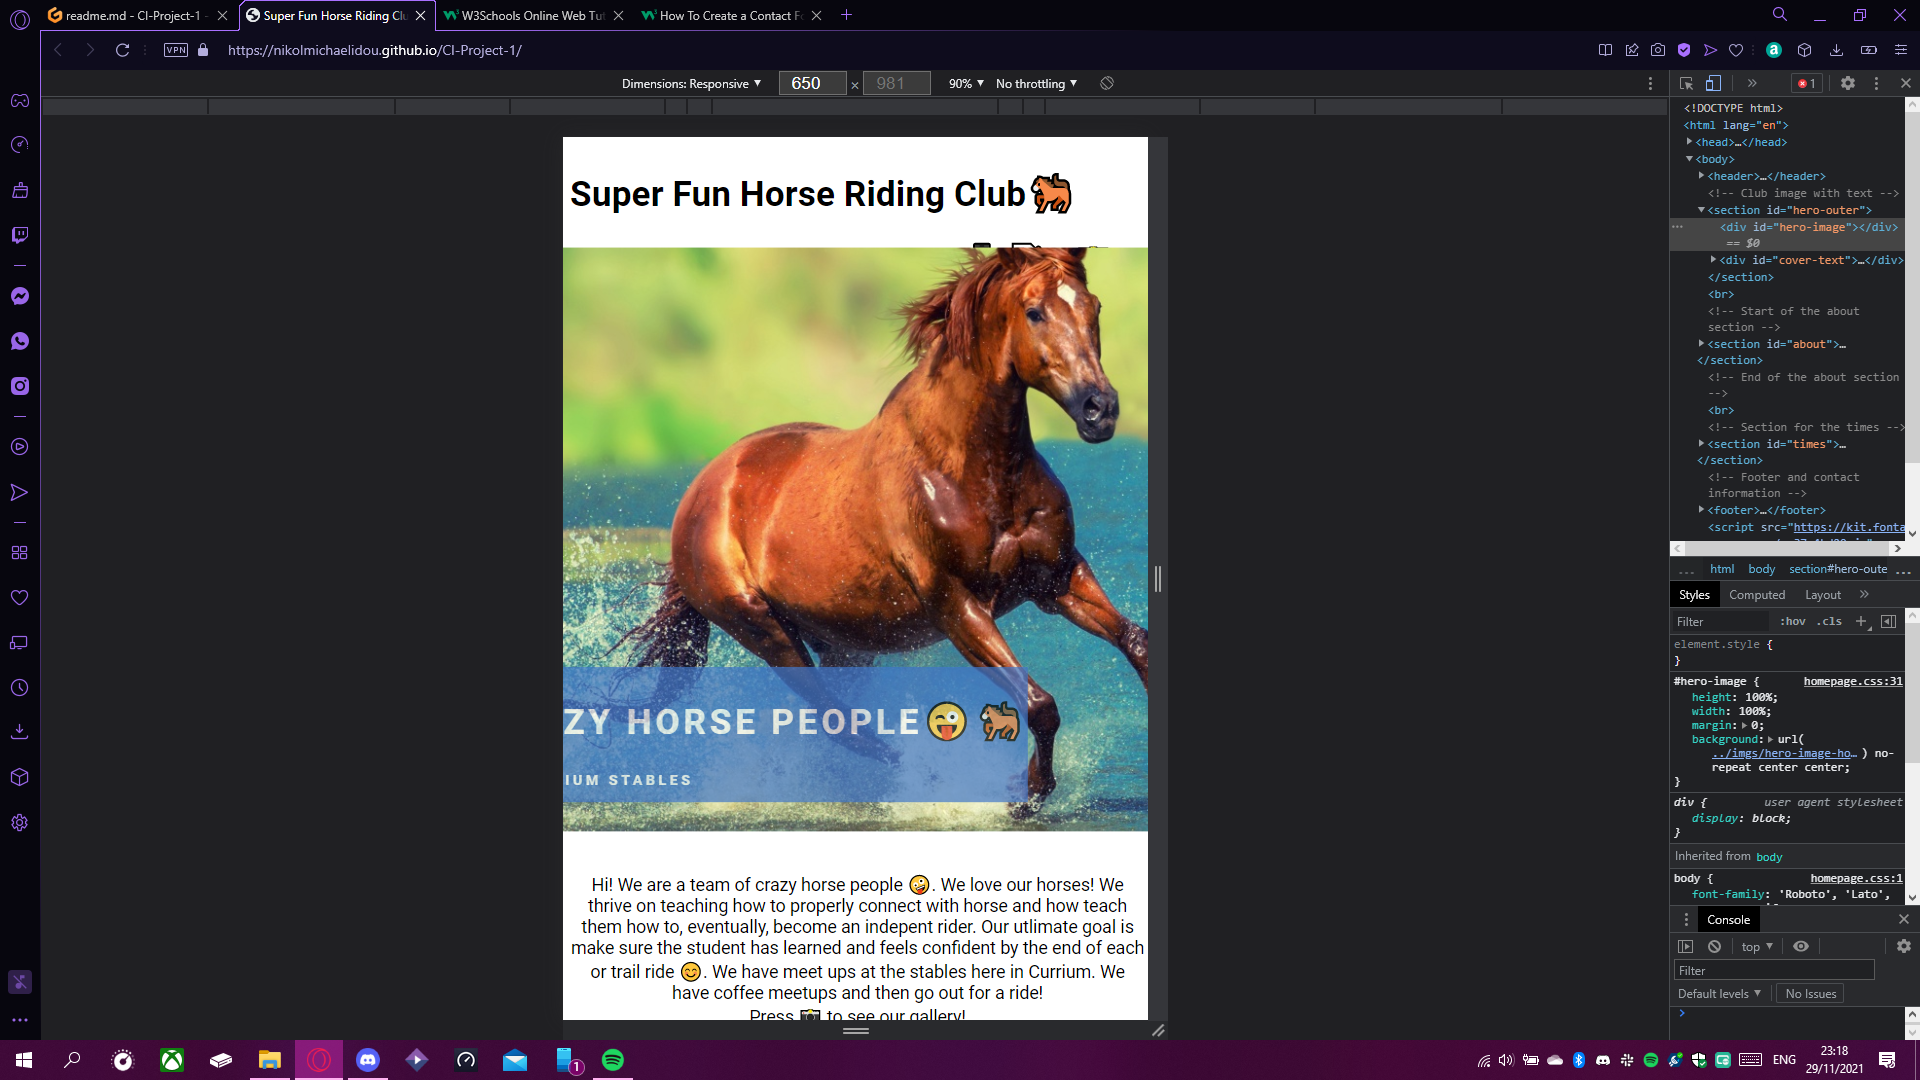 readme.md - CI-Project-1 -
Super Fun Horse Riding Clu
W3Schools Online Web Tut
How To Create a Contact Fo
VPN
https://nikolmichaelidou.github.io/CI-Project-1/
Dimensions: Responsive ▼ 650 × 981 90% ▼ No throttling ▼
1
<!DOCTYPE html>
<html lang="en">
<head>…</head>
<body>
<header>…</header>
<!-- Club image with text -->
<section id="hero-outer">
<div id="hero-image"></div>
== $0
<div id="cover-text">…</div>
</section>
<br>
<!-- Start of the about
section -->
<section id="about">…
</section>
<!-- End of the about section
-->
<br>
<!-- Section for the times -->
<section id="times">…
</section>
<!-- Footer and contact
information -->
<footer>…</footer>
<script src="https://kit.fonta
... html body section#hero-oute ...
Styles Computed Layout
Filter :hov .cls
element.style {
}
#hero-image { homepage.css:31
height: 100%;
width: 100%;
margin: 0;
background: url(
../imgs/hero-image-ho… ) no-
repeat center center;
}
div { user agent stylesheet
display: block;
}
Inherited from body
body { homepage.css:1
font-family: 'Roboto', 'Lato',
Console
top ▼
Filter
Default levels ▼ No Issues
Super Fun Horse Riding Club🐎
ZY HORSE PEOPLE😜 🐎
IUM STABLES
Hi! We are a team of crazy horse people 🤪. We love our horses! We
thrive on teaching how to properly connect with horse and how teach
them how to, eventually, become an indepent rider. Our utlimate goal is
make sure the student has learned and feels confident by the end of each
or trail ride 😊. We have meet ups at the stables here in Currium. We
have coffee meetups and then go out for a ride!
Press 📷 to see our gallery!
1
ENG
23:18
29/11/2021